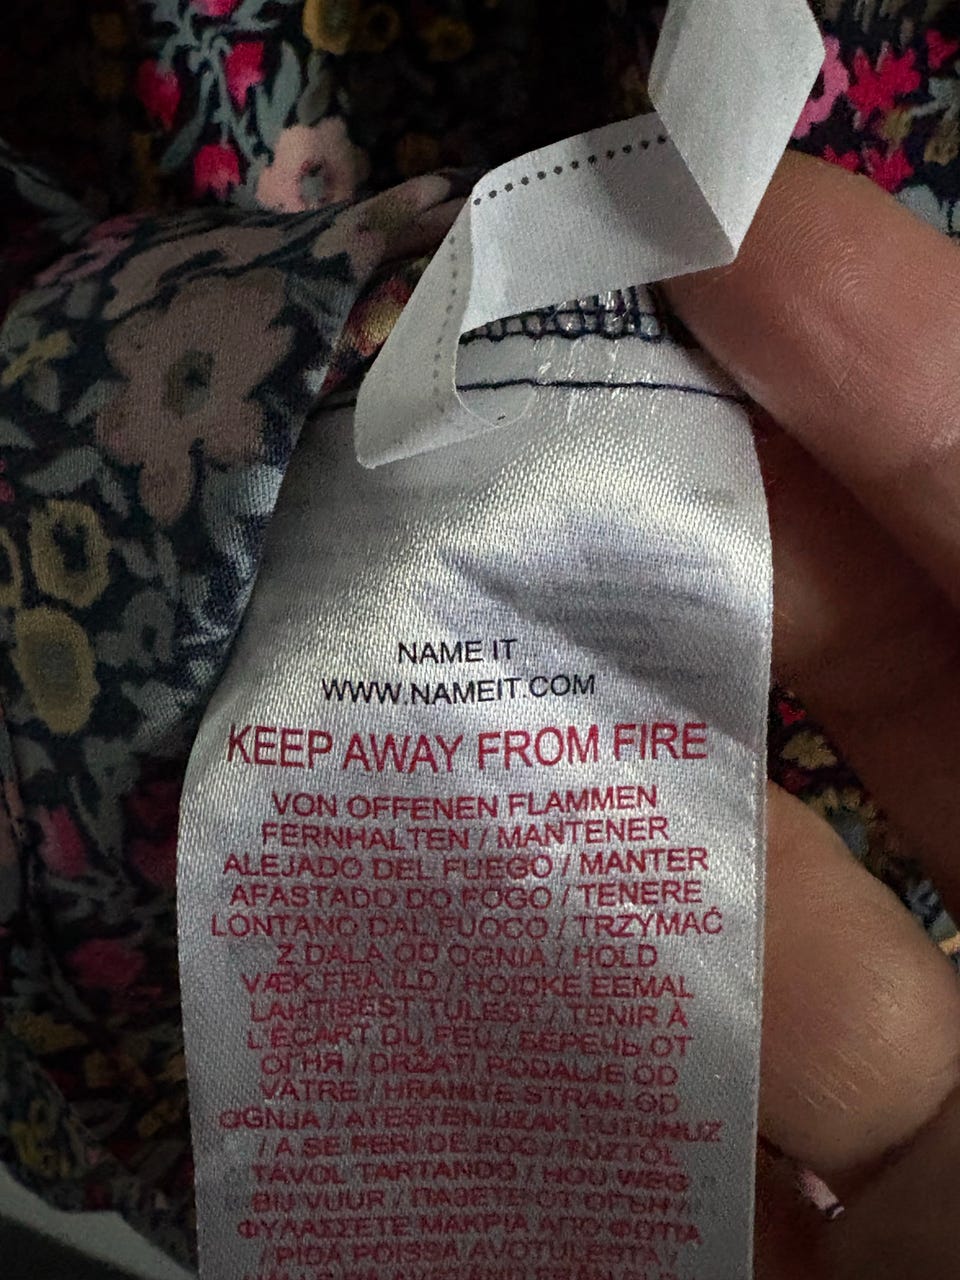 NAME IT
WWW.NAMEIT.COM
KEEP AWAY FROM FIRE
VON OFFENEN FLAMMEN
FERNHALTEN / MANTENER
ALEJADO DEL FUEGO / MANTER
AFASTADO DO FOGO / TENERE
LONTANO DAL FUOCO / TRZYMAĆ
Z DALA OD OGNIA / HOLD
VÆK FRA ILD / HOIDKE EEMAL
LAHTISEST TULEST / TENIR À
L'ÉCART DU FEU / БЕРЕЧЬ ОТ
ОГНЯ / DRŽATI PODALJE OD
VATRE / HRANITE STRAN OD
OGNJA / ATEŞTEN UZAK TUTUNUZ
/ A SE FERI DE FOC / TŰZTŐL
TÁVOL TARTANDÓ / HOU WEG
BIJ VUUR / ПАЗЕТЕ ОТ ОГЪН /
ΦΥΛΑΣΣΕΤΕ ΜΑΚΡΙΑ ΑΠΟ ΦΩΤΙΑ
/ PIDÄ POISSA AVOTULESTA /